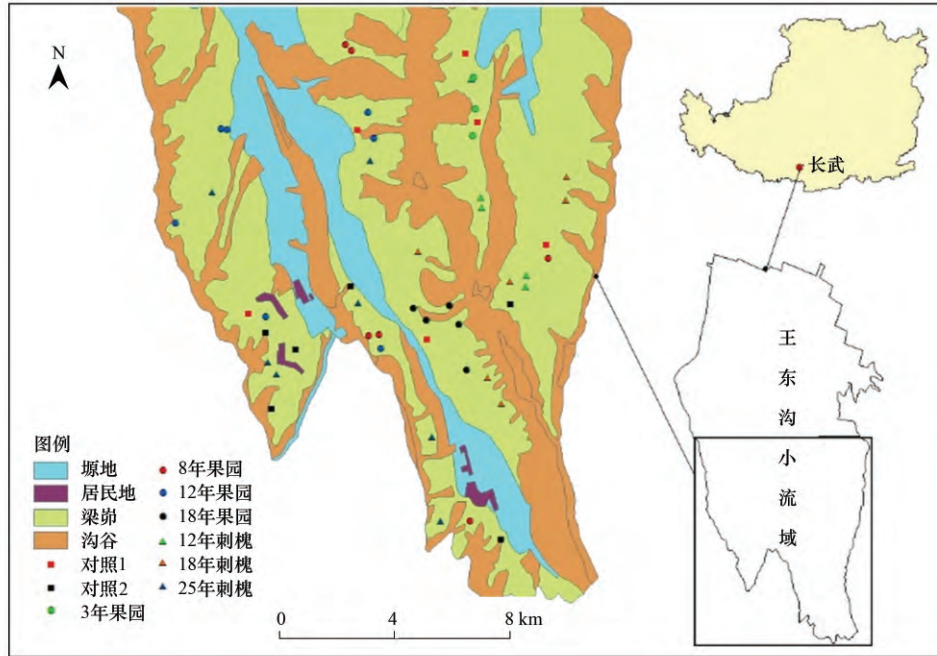 N
长武
王东沟小流域
图例
塬地
居民地
梁峁
沟谷
对照1
对照2
3年果园
8年果园
12年果园
18年果园
12年刺槐
18年刺槐
25年刺槐
0 4 8 km